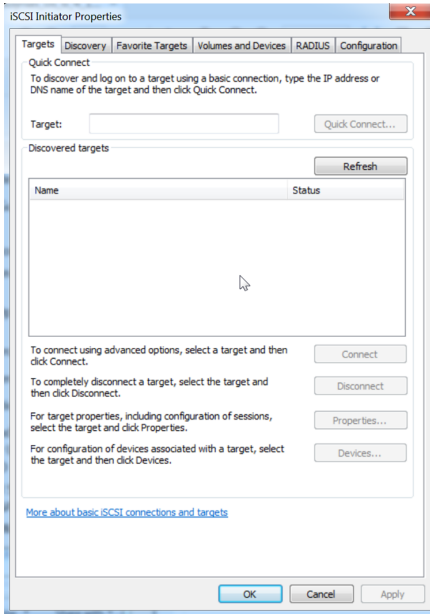 iSCSI Initiator Properties
Targets Discovery Favorite Targets Volumes and Devices RADIUS Configuration
Quick Connect
To discover and log on to a target using a basic connection, type the IP address or
DNS name of the target and then click Quick Connect.
Target: Quick Connect...
Discovered targets
Refresh
Name Status
To connect using advanced options, select a target and then
click Connect.
Connect
To completely disconnect a target, select the target and
then click Disconnect.
Disconnect
For target properties, including configuration of sessions,
select the target and click Properties.
Properties...
For configuration of devices associated with a target, select
the target and then click Devices.
Devices...
More about basic iSCSI connections and targets
OK Cancel Apply